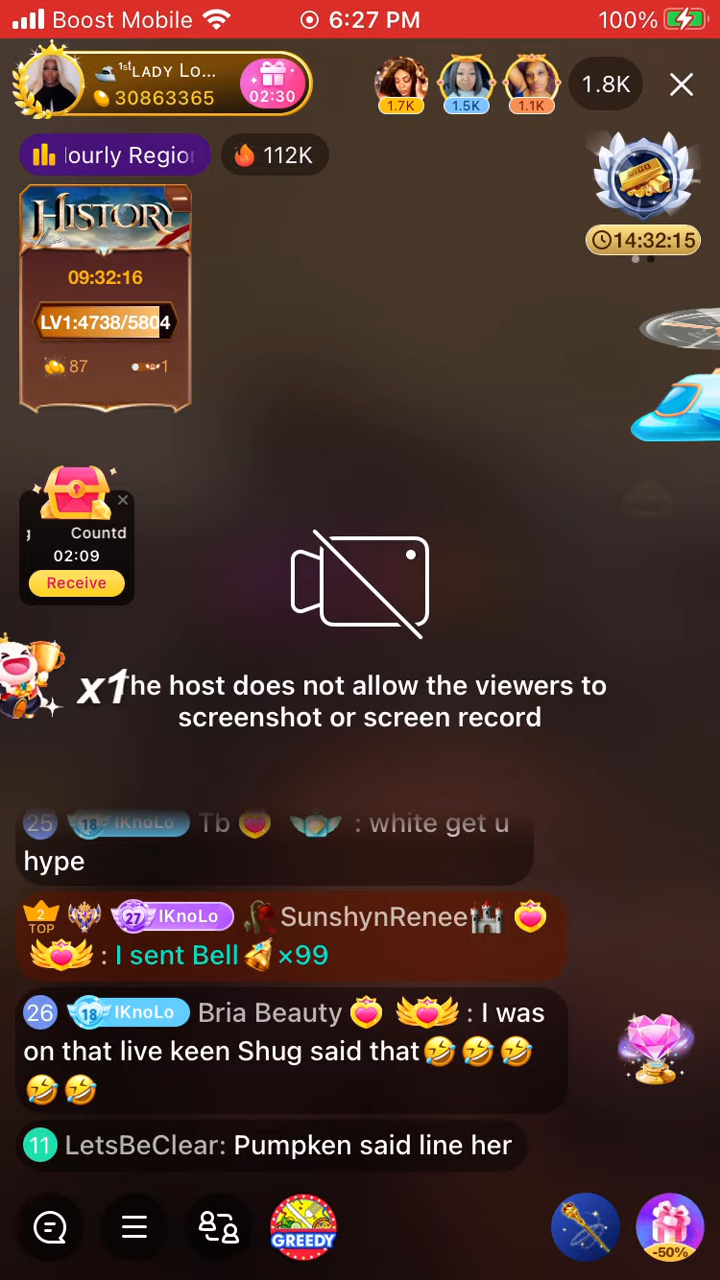 Boost Mobile 6:27 PM 100%
1st LADY Lo...
30863365
02:30
1.7K 1.5K 1.1K 1.8K
lourly Region 112K
HISTORY
09:32:16
LV1:4738/5804
87 1
14:32:15
g Countd
02:09
Receive
x1
he host does not allow the viewers to
screenshot or screen record
25 18 IKnoLo Tb : white get u
hype
2 TOP 27 IKnoLo 🥀SunshynRenee🏰
: I sent Bell ×99
26 18 IKnoLo Bria Beauty : I was
on that live keen Shug said that🤣🤣🤣
🤣🤣
11 LetsBeClear: Pumpken said line her
GREEDY
-50%